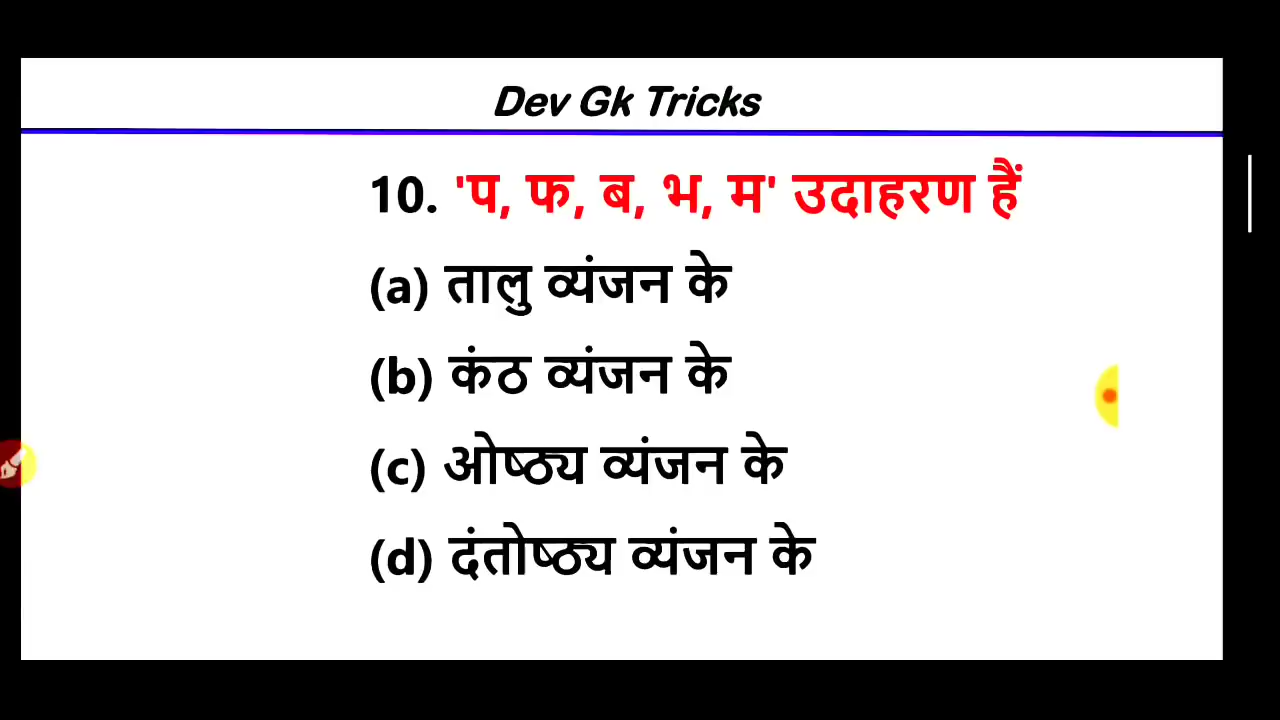 Dev Gk Tricks
10. 'प, फ, ब, भ, म' उदाहरण हैं
(a) तालु व्यंजन के
(b) कंठ व्यंजन के
(c) ओष्ठ्य व्यंजन के
(d) दंतोष्ठ्य व्यंजन के